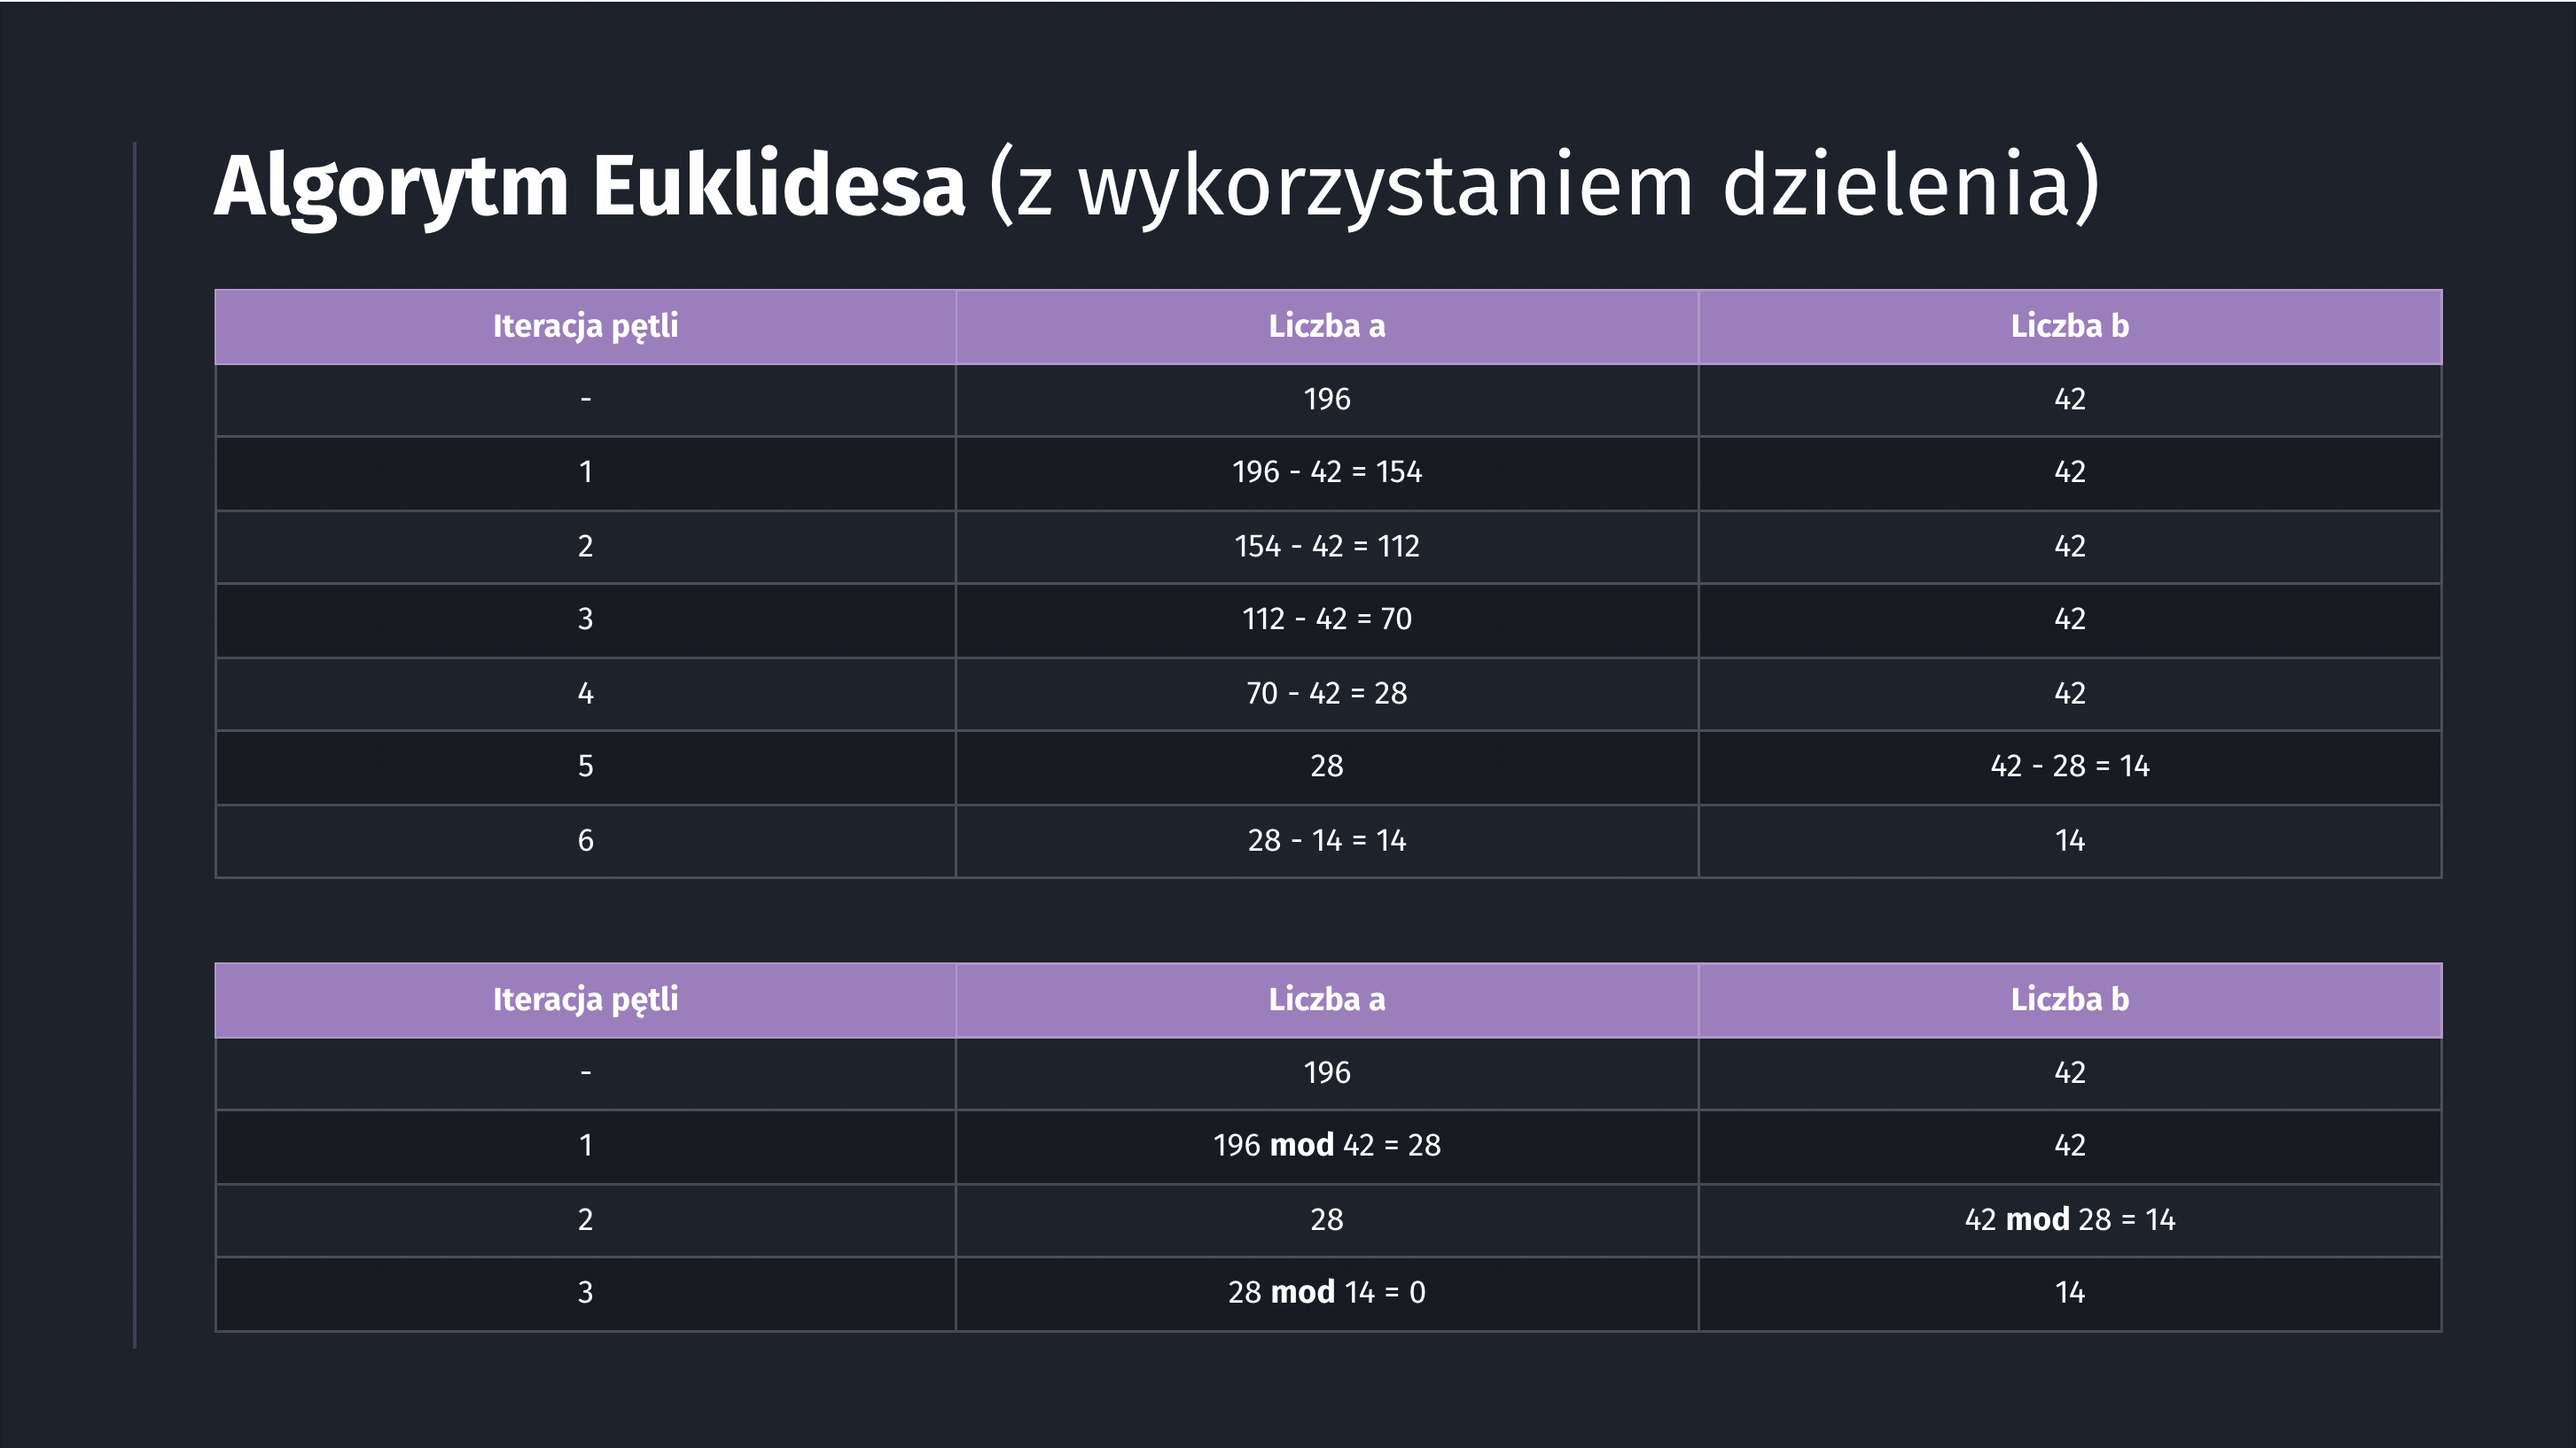 Algorytm Euklidesa (z wykorzystaniem dzielenia)
Iteracja pętli Liczba a Liczba b
- 196 42
1 196 - 42 = 154 42
2 154 - 42 = 112 42
3 112 - 42 = 70 42
4 70 - 42 = 28 42
5 28 42 - 28 = 14
6 28 - 14 = 14 14
Iteracja pętli Liczba a Liczba b
- 196 42
1 196 mod 42 = 28 42
2 28 42 mod 28 = 14
3 28 mod 14 = 0 14